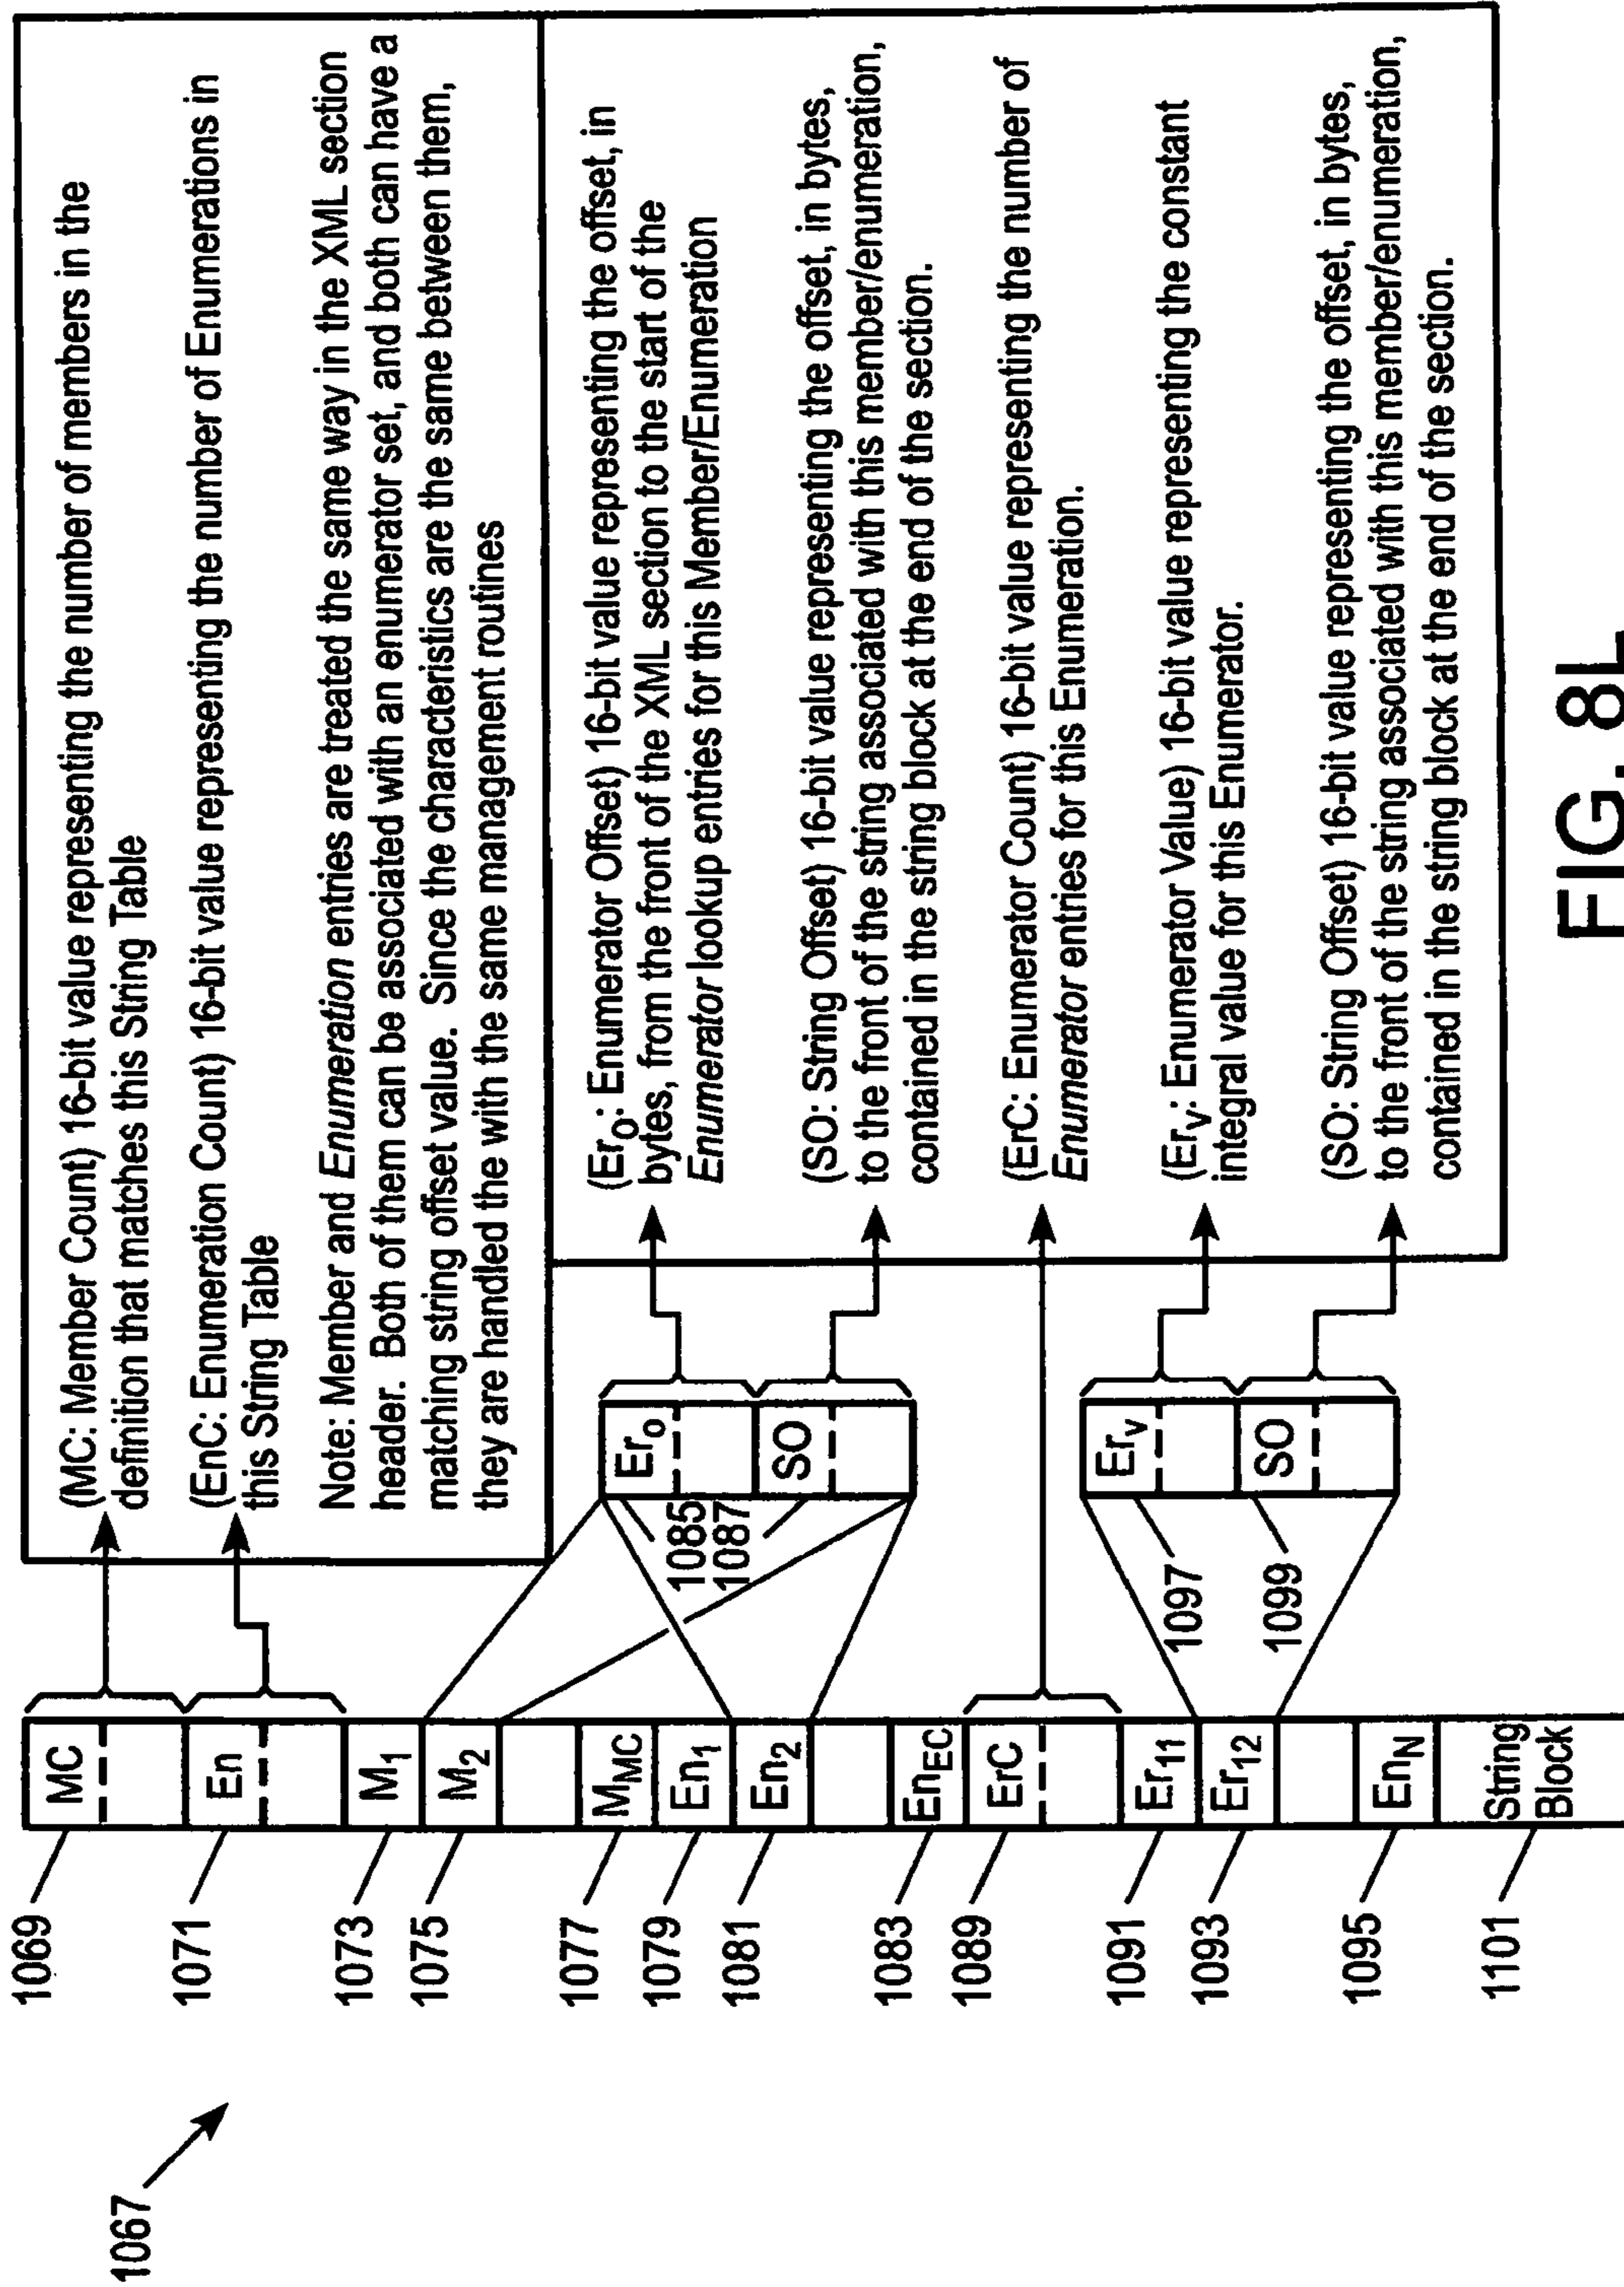 1067
1069
1071
1073
1075
1077
1079
1081
1083
1089
1091
1093
1095
1101
MC
En
M1
M2
MMC
En1
En2
EnEC
ErC
Er11
Er12
EnN
String
Block
1085
1087
1097
1099
Ero
SO
Erv
SO
(MC: Member Count) 16-bit value representing the number of members in the
definition that matches this String Table
(EnC: Enumeration Count) 16-bit value representing the number of Enumerations in
this String Table
Note: Member and Enumeration entries are treated the same way in the XML section
header. Both of them can be associated with an enumerator set, and both can have a
matching string offset value. Since the characteristics are the same between them,
they are handled the with the same management routines
(Ero: Enumerator Offset) 16-bit value representing the offset, in
bytes, from the front of the XML section to the start of the
Enumerator lookup entries for this Member/Enumeration
(SO: String Offset) 16-bit value representing the offset, in bytes,
to the front of the string associated with this member/enumeration,
contained in the string block at the end of the section.
(ErC: Enumerator Count) 16-bit value representing the number of
Enumerator entries for this Enumeration.
(Erv: Enumerator Value) 16-bit value representing the constant
integral value for this Enumerator.
(SO: String Offset) 16-bit value representing the offset, in bytes,
to the front of the string associated with this member/enumeration,
contained in the string block at the end of the section.
FIG. 8L